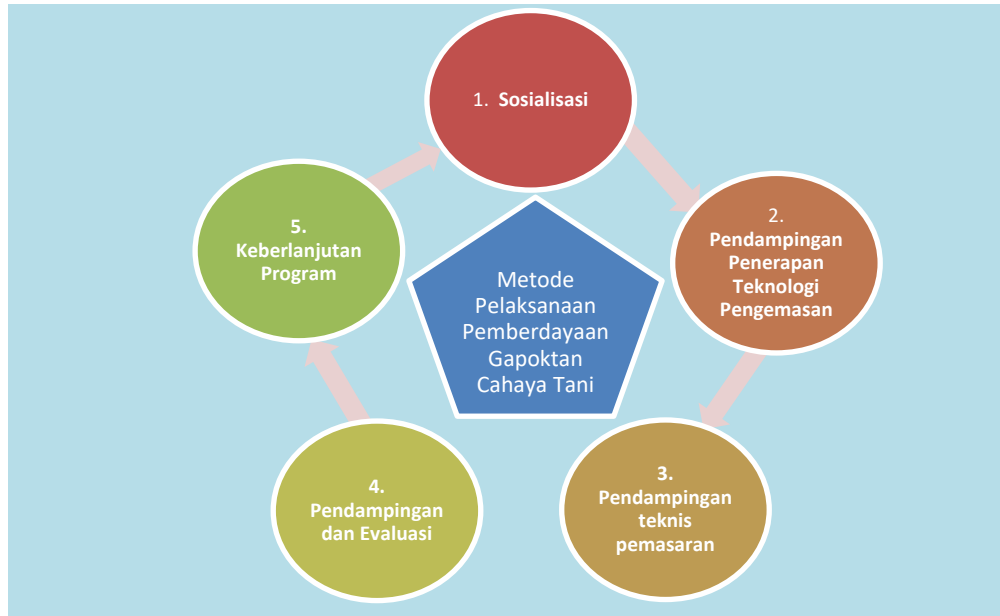 1. Sosialisasi
2.
Pendampingan
Penerapan
Teknologi
Pengemasan
3.
Pendampingan
teknis
pemasaran
4.
Pendampingan
dan Evaluasi
5.
Keberlanjutan
Program
Metode
Pelaksanaan
Pemberdayaan
Gapoktan
Cahaya Tani